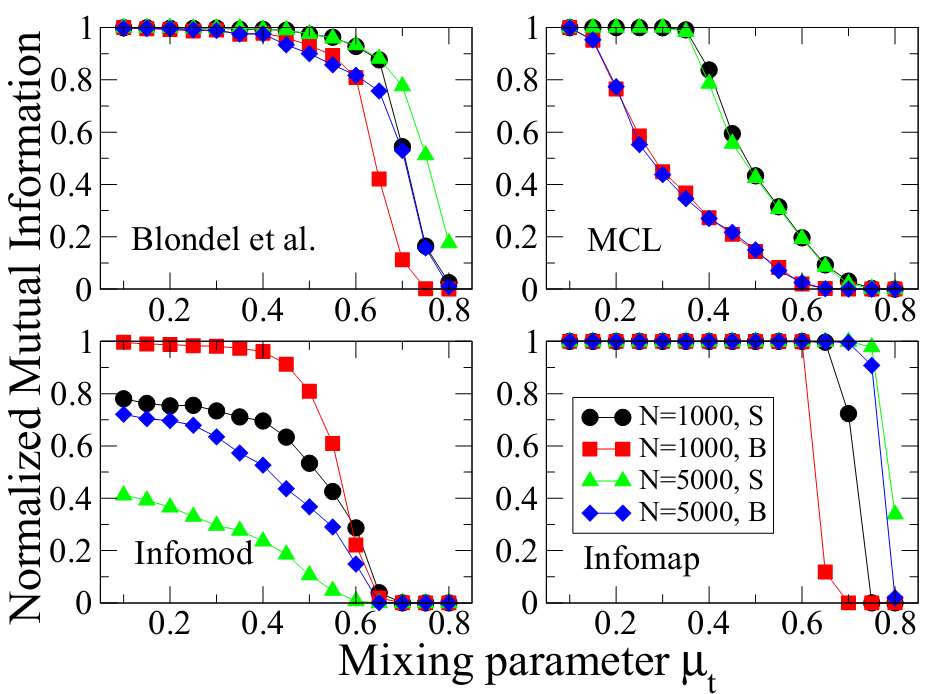 Normalized Mutual Information
1
0.8
0.6
0.4
0.2
0
0.2 0.4 0.6 0.8
Blondel et al.
1
0.8
0.6
0.4
0.2
0
0.2 0.4 0.6 0.8
MCL
1
0.8
0.6
0.4
0.2
0
0.2 0.4 0.6 0.8
Infomod
1
0.8
0.6
0.4
0.2
0
0.2 0.4 0.6 0.8
N=1000, S
N=1000, B
N=5000, S
N=5000, B
Infomap
Mixing parameter μt